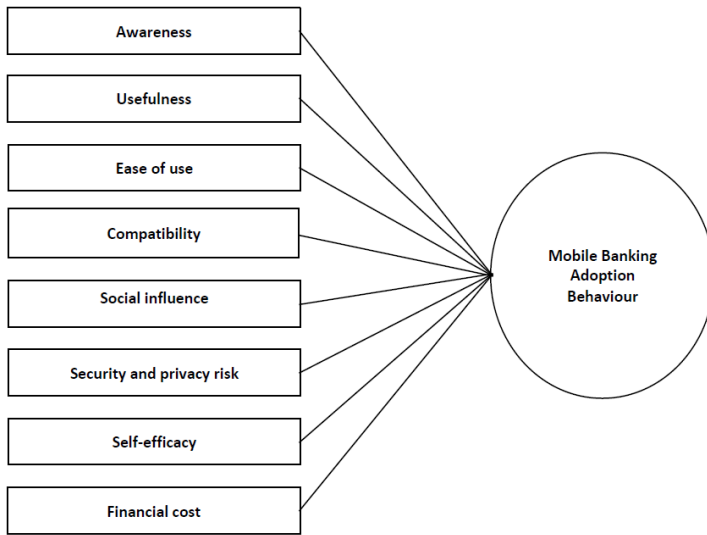 Awareness
Usefulness
Ease of use
Compatibility
Social influence
Security and privacy risk
Self-efficacy
Financial cost
Mobile Banking
Adoption
Behaviour